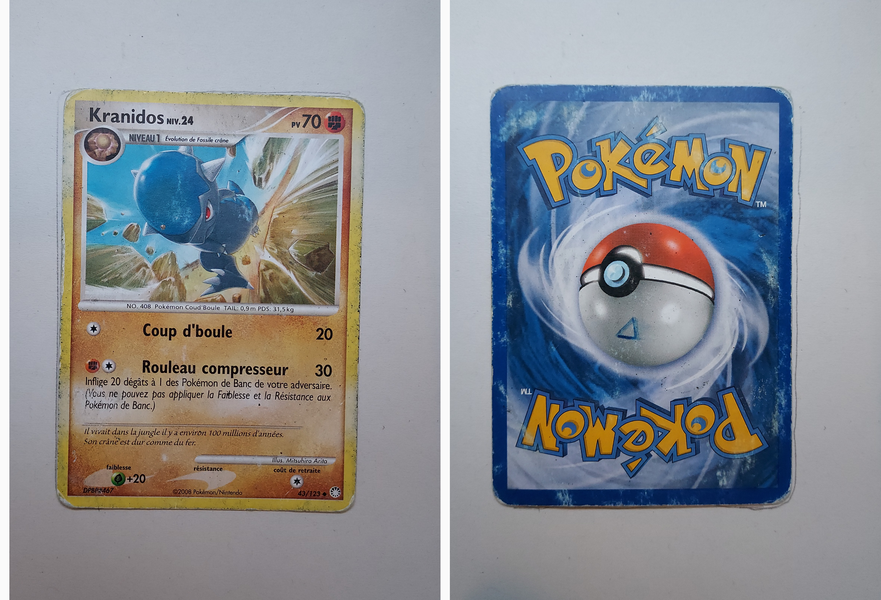 Kranidos NIV.24
PV 70
NIVEAU 1 Évolution de Fossile crâne
NO. 408 Pokémon Coud Boule TAIL. 0,9m PDS. 31,5kg
Coup d'boule 20
Rouleau compresseur 30
Inflige 20 dégâts à 1 des Pokémon de Banc de votre adversaire.
(Vous ne pouvez pas appliquer la Faiblesse et la Résistance aux
Pokémon de Banc.)
Il vivait dans la jungle il y a environ 100 millions d'années.
Son crâne est dur comme du fer.
Illus. Mitsuhiro Arita
faiblesse résistance coût de retraite
+20
©2008 Pokémon/Nintendo
43/123
POKéMON
TM
POKéMON
TM